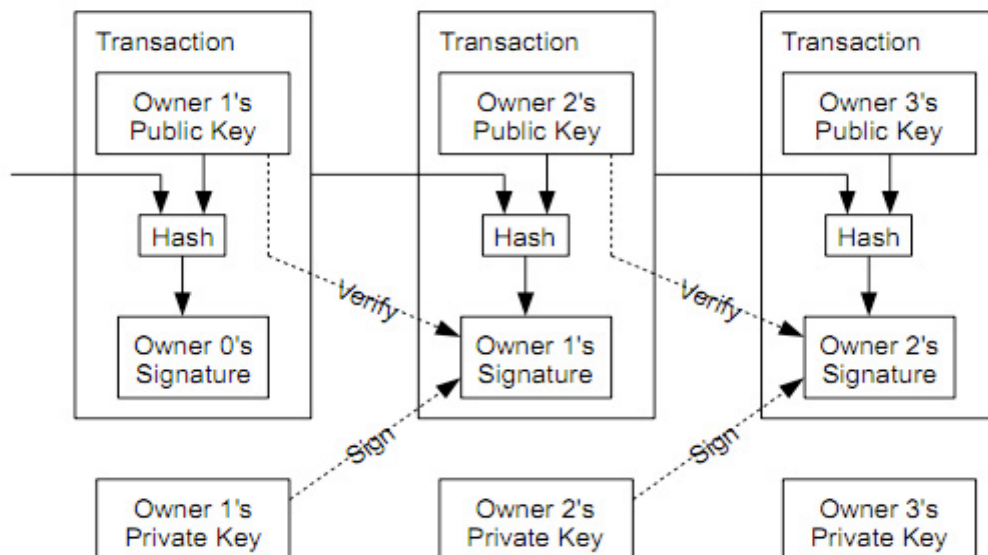 Transaction
Owner 1's
Public Key
Hash
Verify
Owner 0's
Signature
Transaction
Owner 2's
Public Key
Hash
Verify
Owner 1's
Signature
Transaction
Owner 3's
Public Key
Hash
Owner 2's
Signature
Sign
Sign
Owner 1's
Private Key
Owner 2's
Private Key
Owner 3's
Private Key